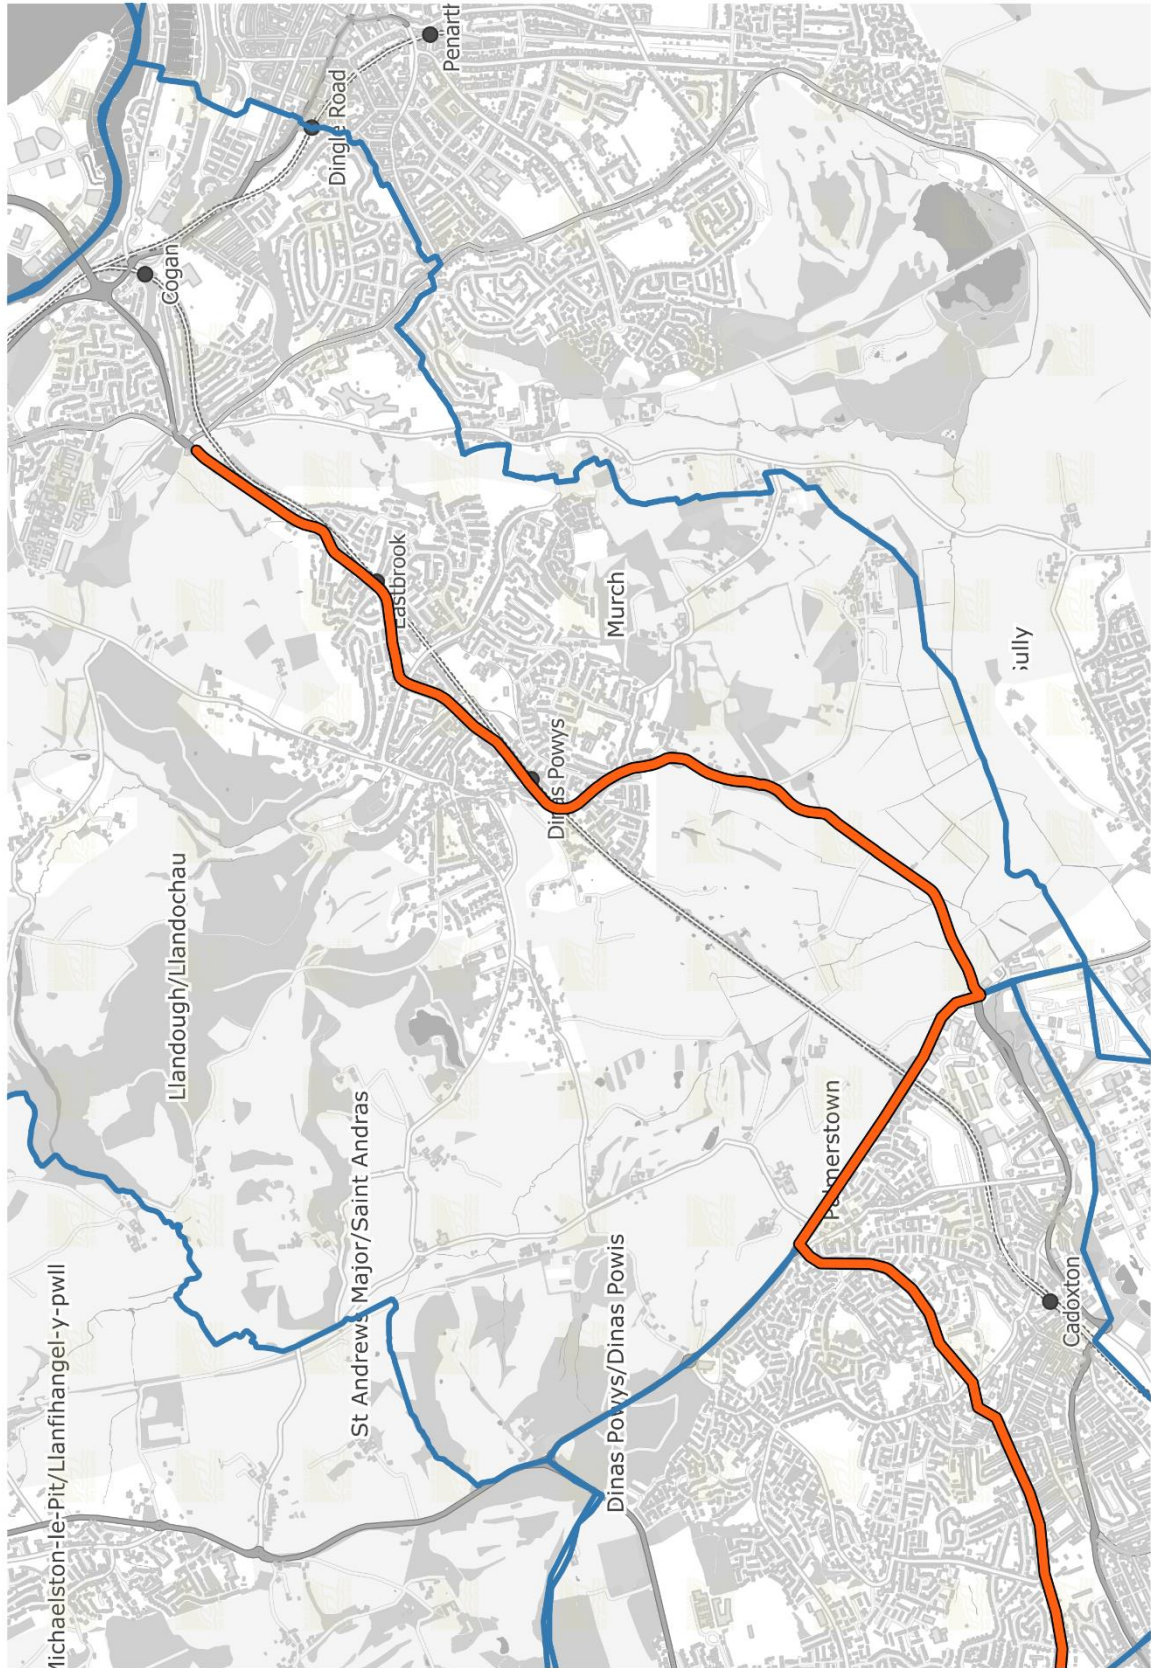 Penarth
Dingle Road
Cogan
Eastbrook
Murch
Sully
Dinas Powys
Llandough/Llandochau
Palmerstown
St Andrews Major/Saint Andras
Dinas Powys/Dinas Powis
Cadoxton
Michaelston-le-Pit/Llanfihangel-y-pwll